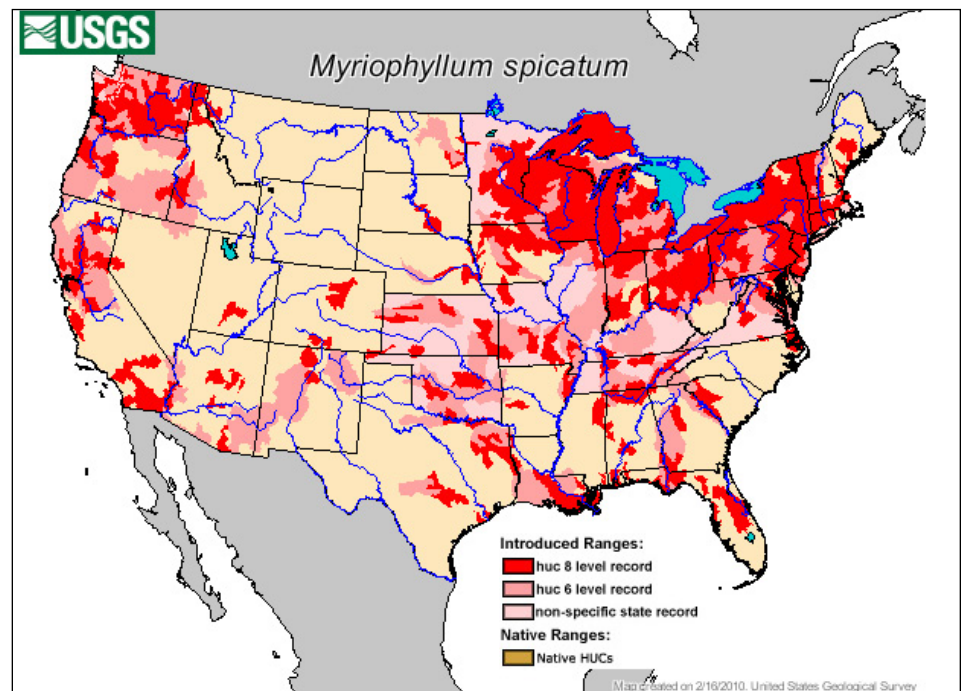 USGS
Myriophyllum spicatum
Introduced Ranges:
huc 8 level record
huc 6 level record
non-specific state record
Native Ranges:
Native HUCs
Map created on 2/16/2010. United States Geological Survey